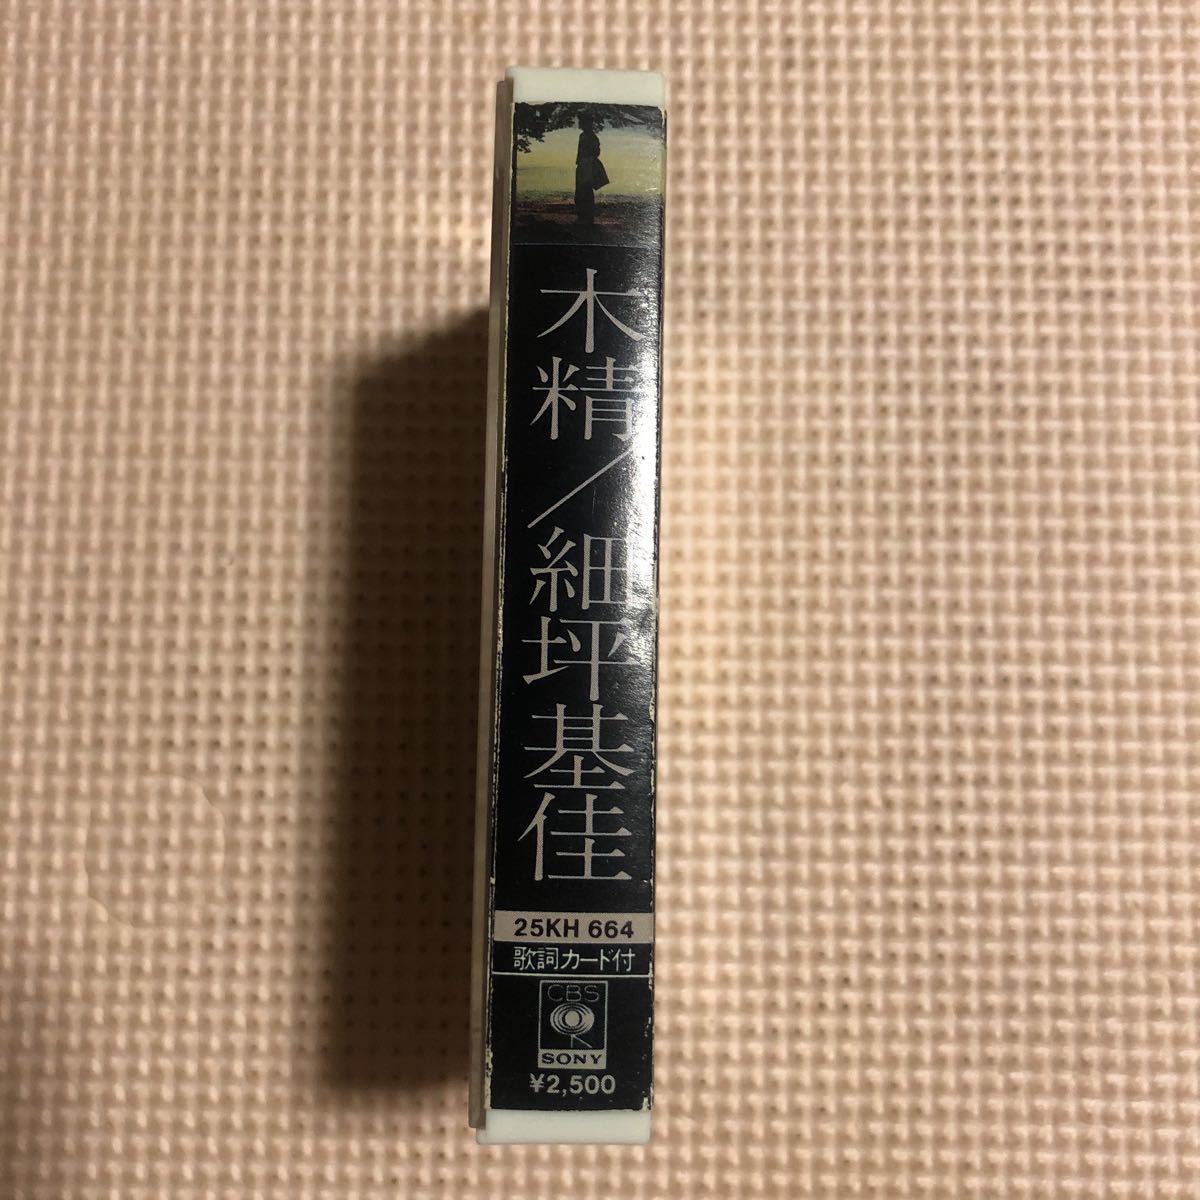 木精／細坪基佳
25KH 664
歌詞カード付
CBS
SONY
¥2,500